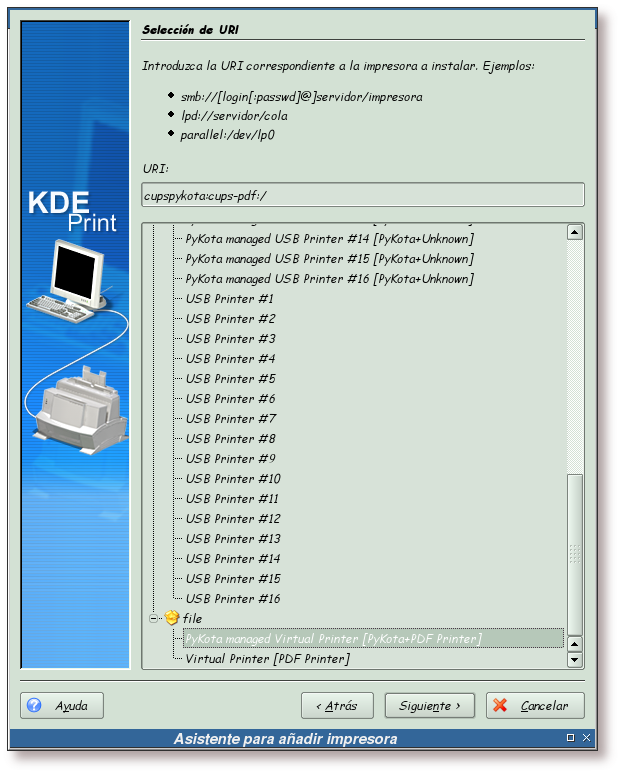 Selección de URI
Introduzca la URI correspondiente a la impresora a instalar. Ejemplos:
smb://[login[:passwd]@]servidor/impresora
lpd://servidor/cola
parallel:/dev/lp0
URI:
cupspykota:cups-pdf:/
KDE
Print
PyKota managed USB Printer #14 [PyKota+Unknown]
PyKota managed USB Printer #15 [PyKota+Unknown]
PyKota managed USB Printer #16 [PyKota+Unknown]
USB Printer #1
USB Printer #2
USB Printer #3
USB Printer #4
USB Printer #5
USB Printer #6
USB Printer #7
USB Printer #8
USB Printer #9
USB Printer #10
USB Printer #11
USB Printer #12
USB Printer #13
USB Printer #14
USB Printer #15
USB Printer #16
file
PyKota managed Virtual Printer [PyKota+PDF Printer]
Virtual Printer [PDF Printer]
Ayuda
< Atrás
Siguiente >
Cancelar
Asistente para añadir impresora